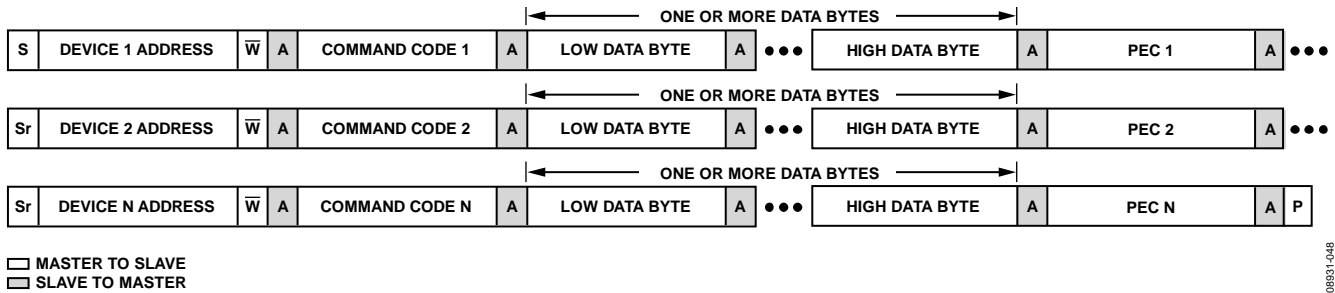 ONE OR MORE DATA BYTES
S DEVICE 1 ADDRESS W̅ A COMMAND CODE 1 A LOW DATA BYTE A ••• HIGH DATA BYTE A PEC 1 A •••
ONE OR MORE DATA BYTES
Sr DEVICE 2 ADDRESS W̅ A COMMAND CODE 2 A LOW DATA BYTE A ••• HIGH DATA BYTE A PEC 2 A •••
ONE OR MORE DATA BYTES
Sr DEVICE N ADDRESS W̅ A COMMAND CODE N A LOW DATA BYTE A ••• HIGH DATA BYTE A PEC N A P
MASTER TO SLAVE
SLAVE TO MASTER
08931-048